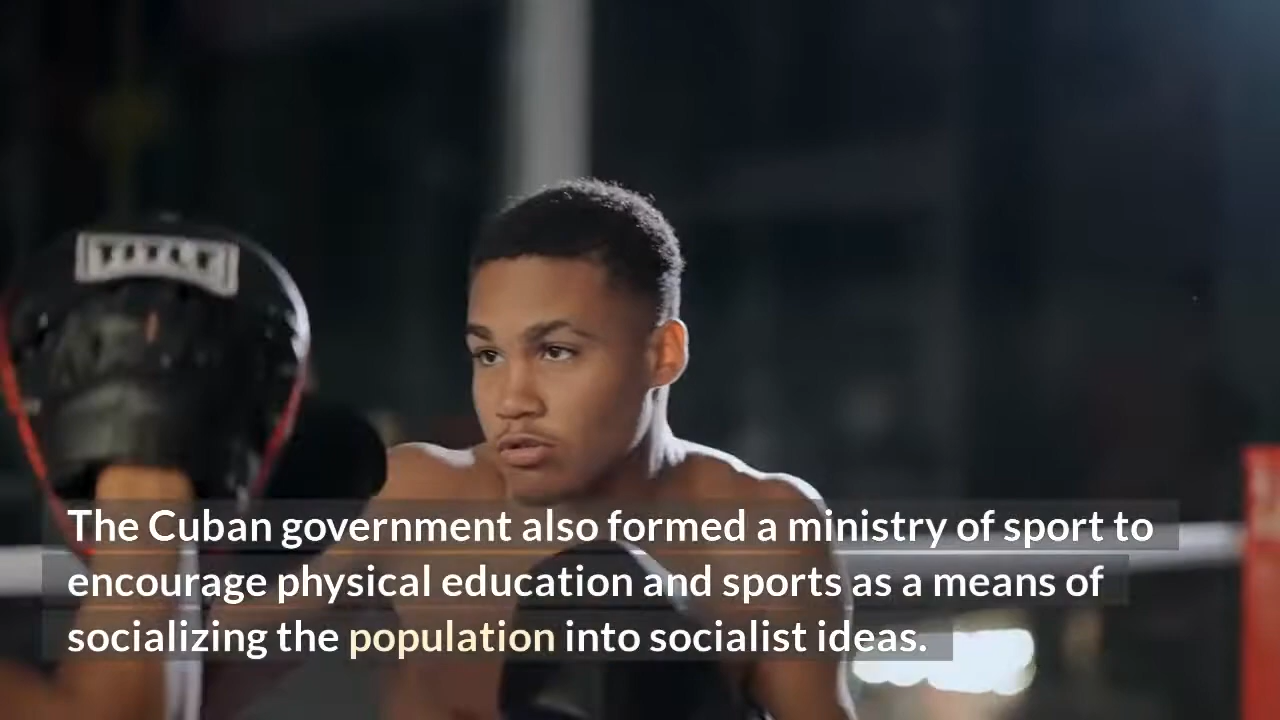 TITLE
The Cuban government also formed a ministry of sport to
encourage physical education and sports as a means of
socializing the population into socialist ideas.